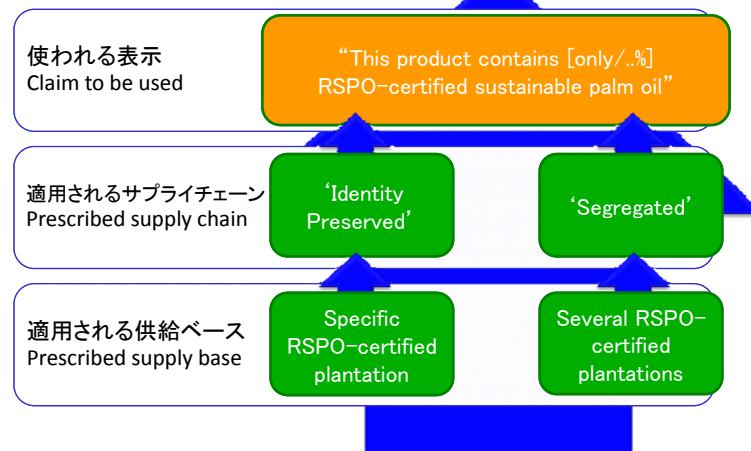 使われる表示
Claim to be used
“This product contains [only/..%]
RSPO-certified sustainable palm oil”
適用されるサプライチェーン
Prescribed supply chain
‘Identity
Preserved’
‘Segregated’
適用される供給ベース
Prescribed supply base
Specific
RSPO-certified
plantation
Several RSPO-
certified
plantations